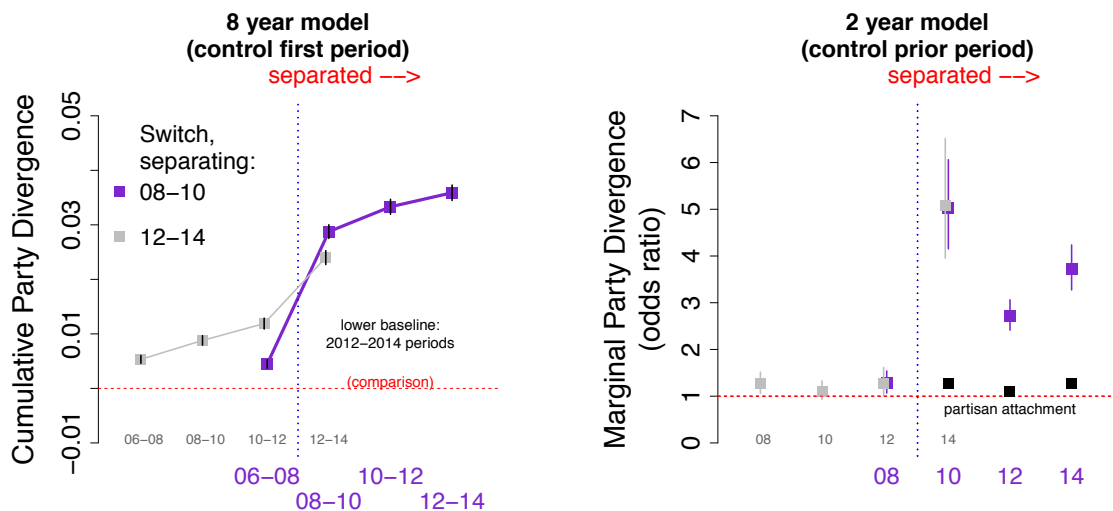 8 year model
(control first period)
separated −−>
Cumulative Party Divergence
0.05
0.03
0.01
−0.01
Switch,
separating:
08−10
12−14
lower baseline:
2012−2014 periods
(comparison)
06−08 08−10 10−12 12−14
06−08 10−12
08−10 12−14
2 year model
(control prior period)
separated −−>
Marginal Party Divergence
(odds ratio)
7
6
5
4
3
2
1
0
partisan attachment
08 10 12 14
08 10 12 14